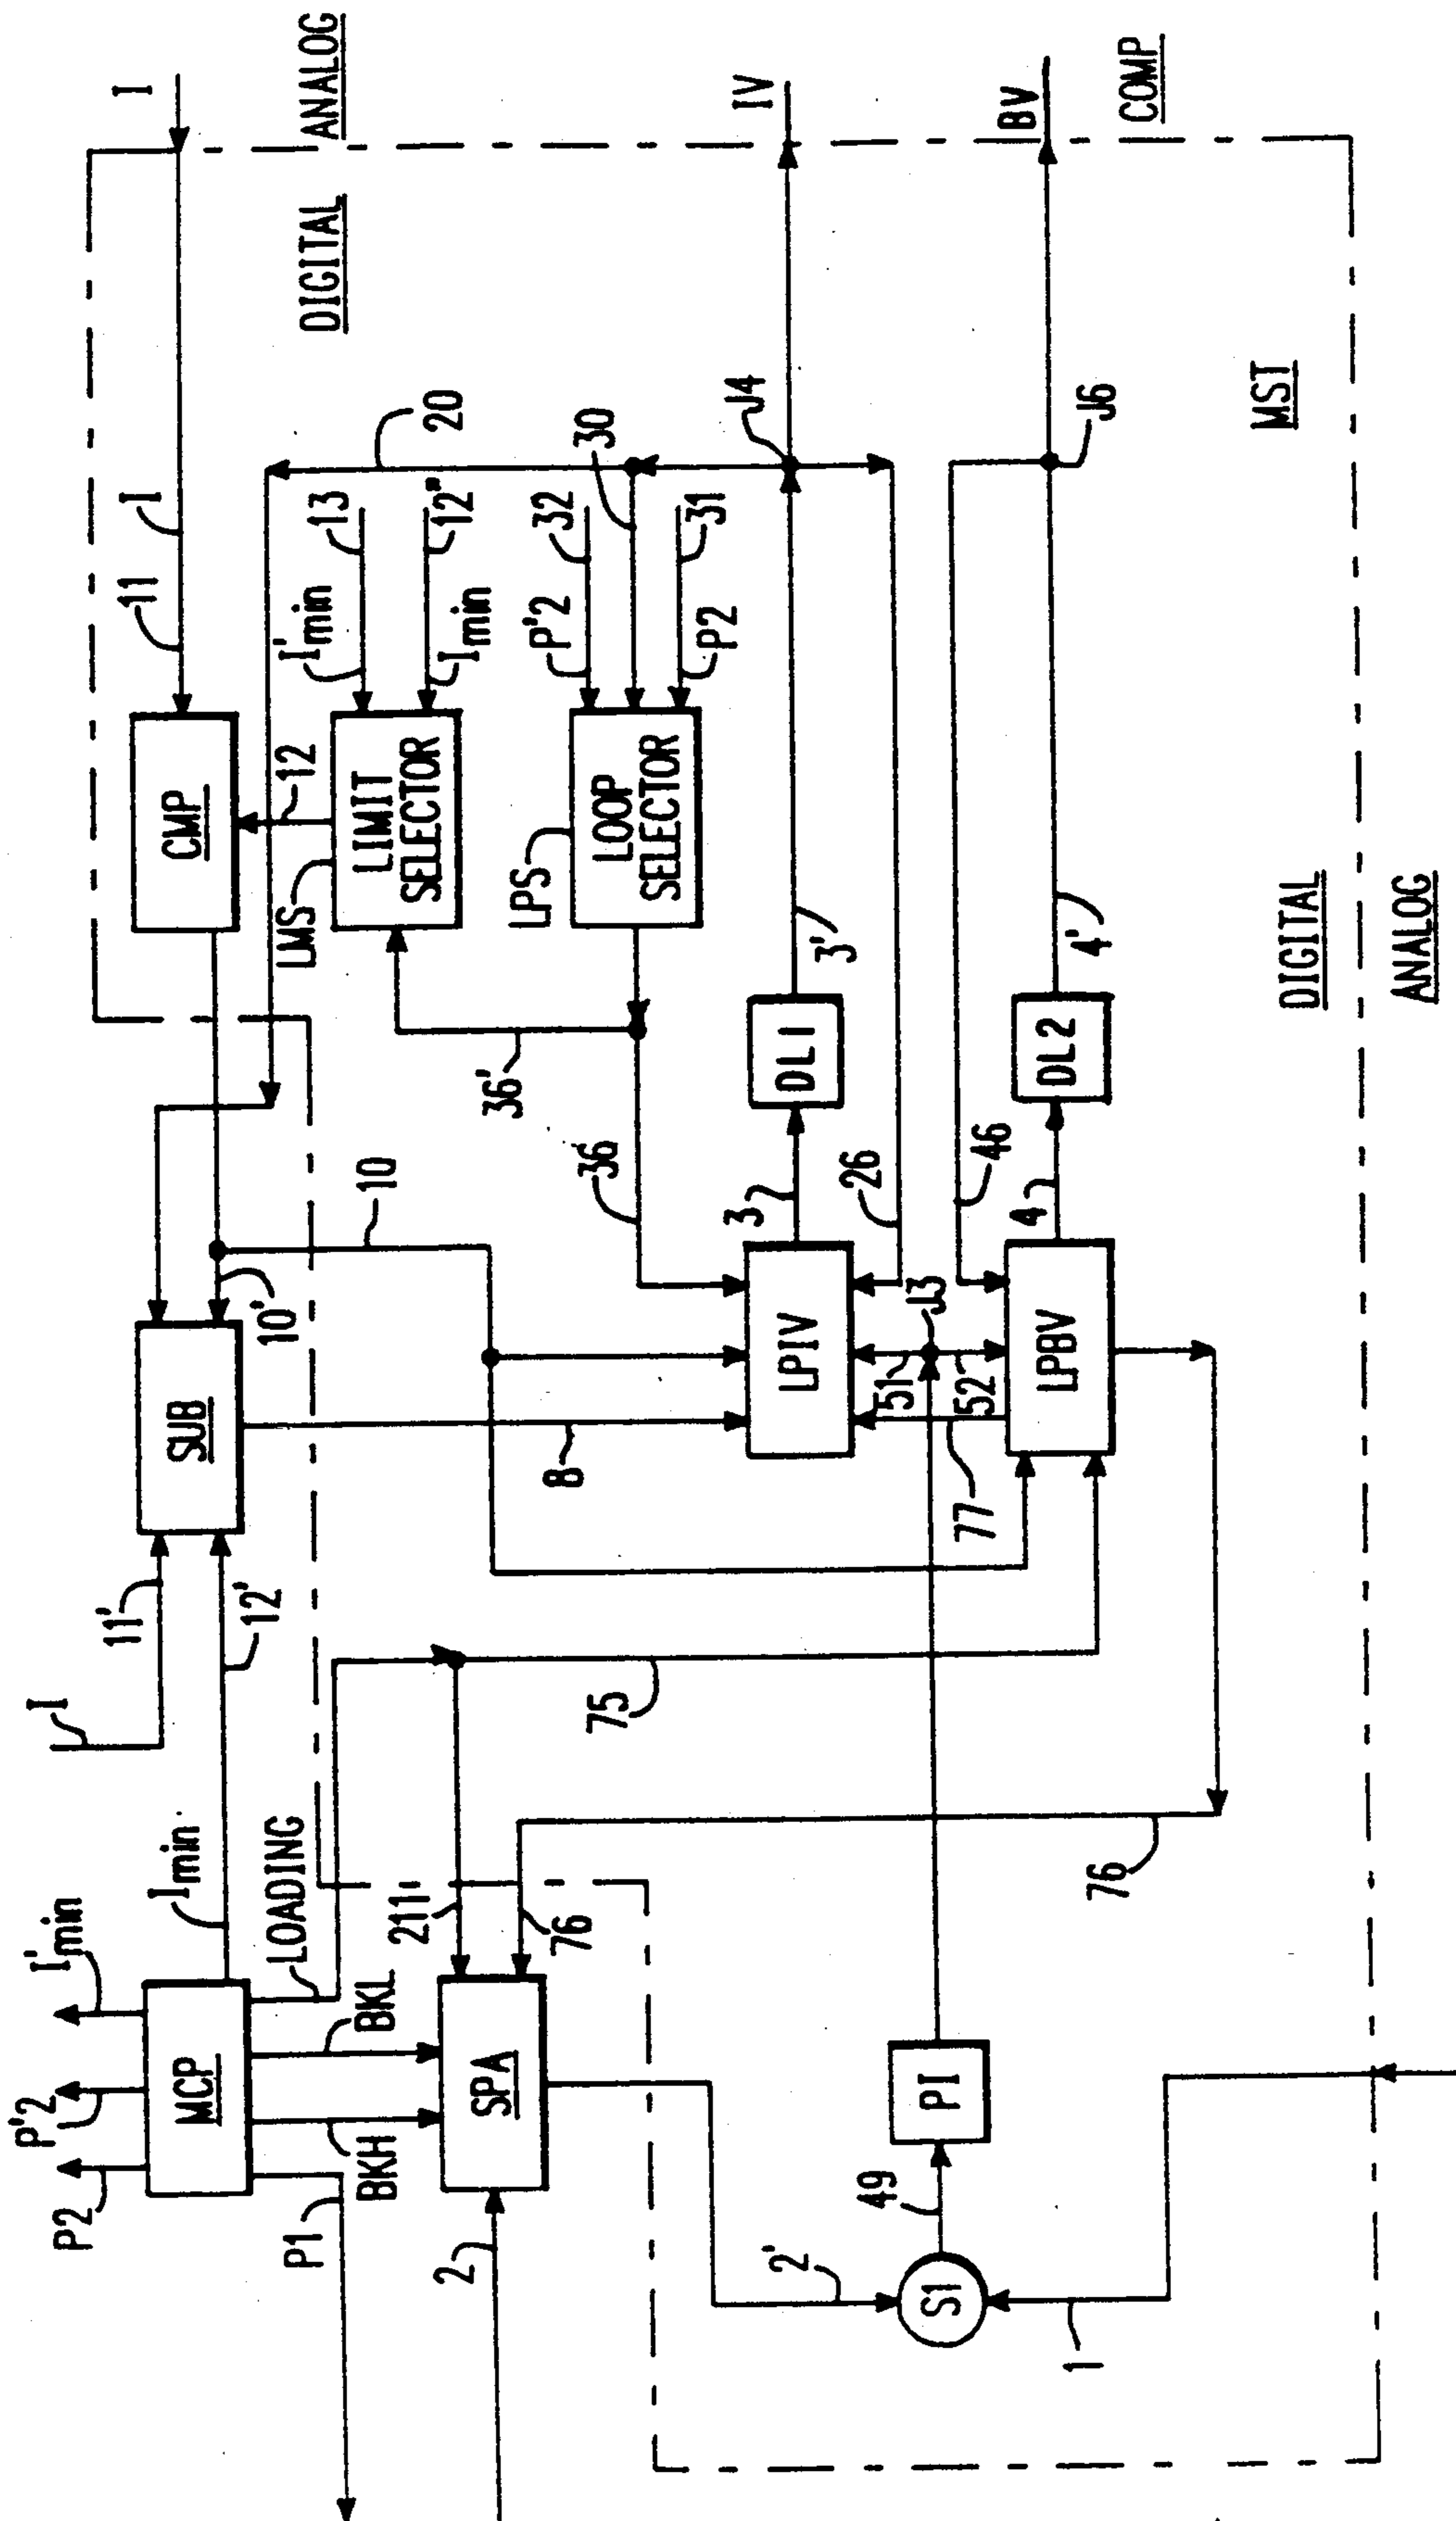 I
ANALOG
IV
BV
COMP
DIGITAL
MST
I
11
20
13
12"
I'min
Imin
30
32
31
P'2
P2
J4
J6
CMP
12
LIMIT
SELECTOR
LMS
LOOP
SELECTOR
LPS
36'
36
3'
4'
DL1
DL2
DIGITAL
ANALOG
10
10'
3
26
46
4
SUB
8
LPIV
51
J3
52
LPBV
77
11'
12'
I
75
76
Imin
I'min
LOADING
211
76
MCP
BKL
BKH
SPA
P'2
P2
P1
2
PI
49
2'
S1
1